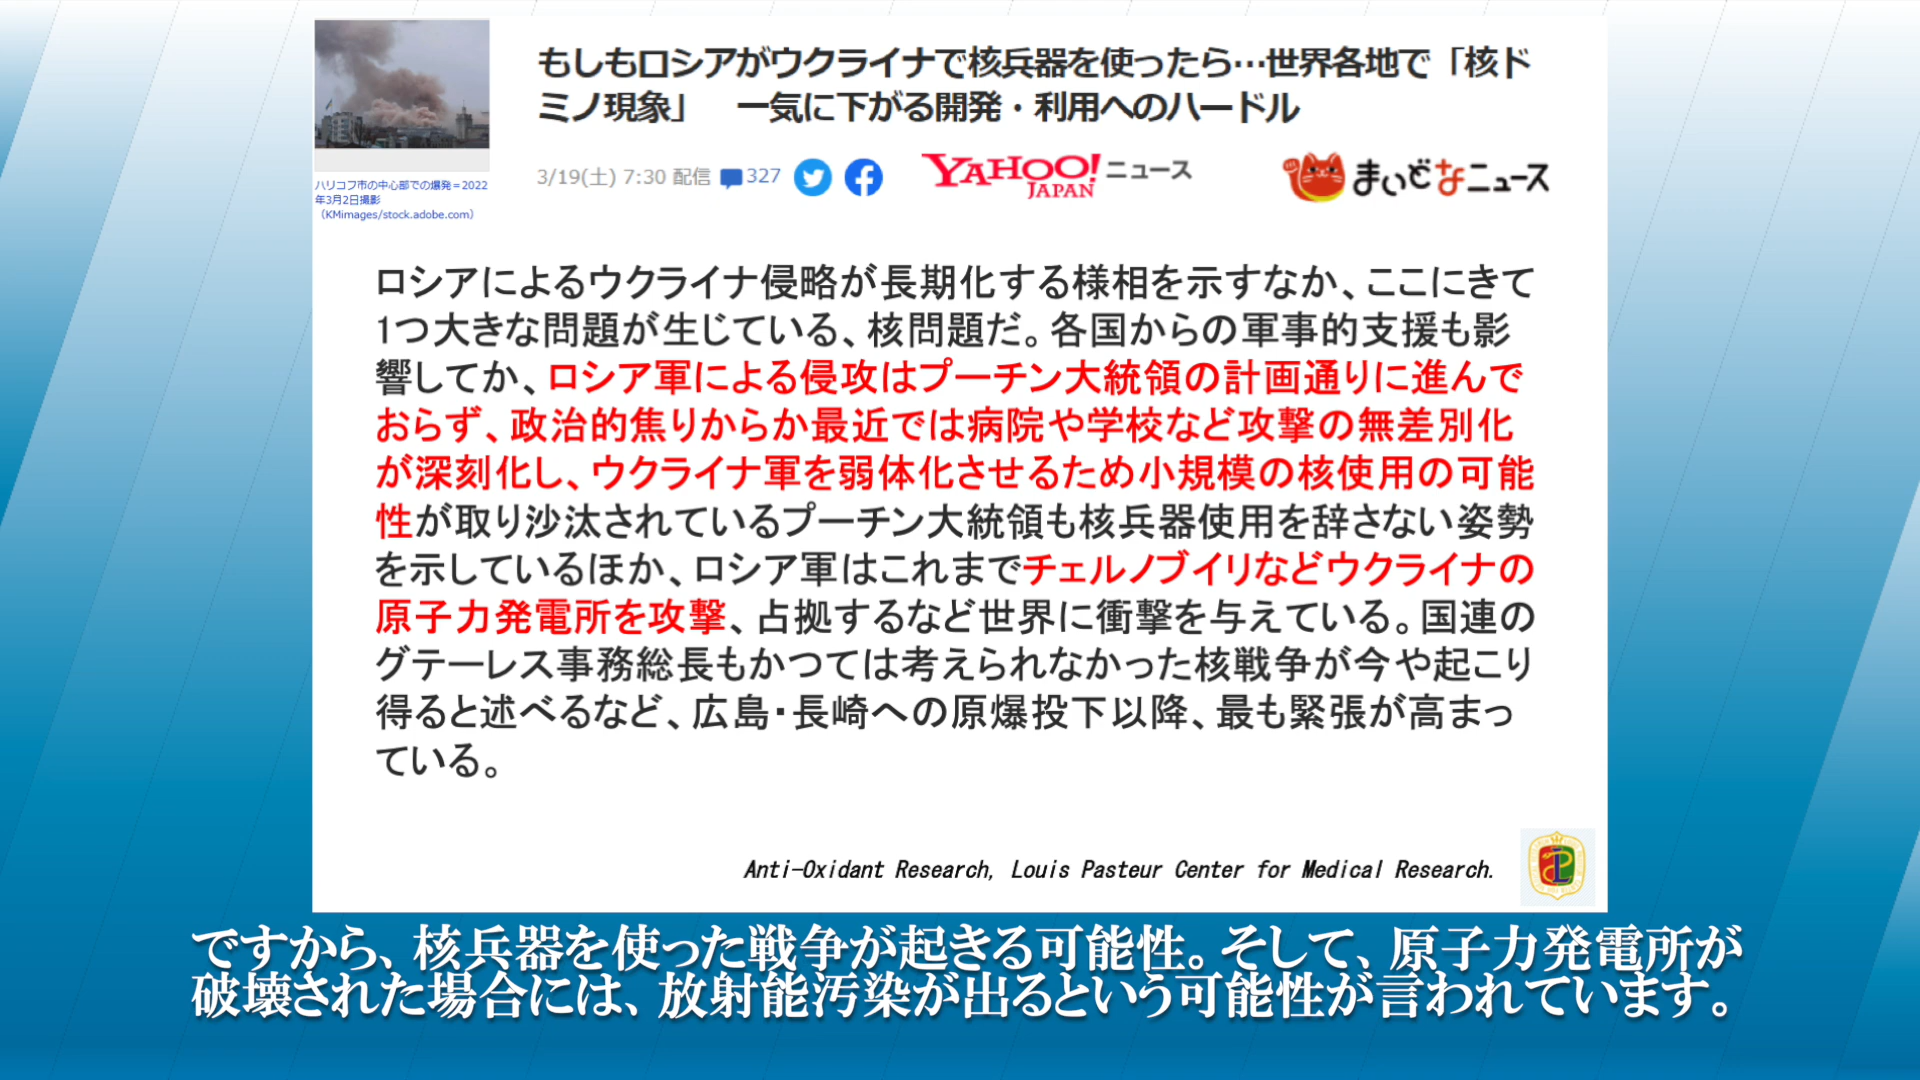 もしもロシアがウクライナで核兵器を使ったら…世界各地で「核ド
ミノ現象」　一気に下がる開発・利用へのハードル
3/19(土) 7:30 配信 327
YAHOO! JAPAN ニュース
まいどなニュース
ハリコフ市の中心部での爆発＝2022
年3月2日撮影
（KMimages/stock.adobe.com）
ロシアによるウクライナ侵略が長期化する様相を示すなか、ここにきて
1つ大きな問題が生じている、核問題だ。各国からの軍事的支援も影
響してか、ロシア軍による侵攻はプーチン大統領の計画通りに進んで
おらず、政治的焦りからか最近では病院や学校など攻撃の無差別化
が深刻化し、ウクライナ軍を弱体化させるため小規模の核使用の可能
性が取り沙汰されているプーチン大統領も核兵器使用を辞さない姿勢
を示しているほか、ロシア軍はこれまでチェルノブイリなどウクライナの
原子力発電所を攻撃、占拠するなど世界に衝撃を与えている。国連の
グテーレス事務総長もかつては考えられなかった核戦争が今や起こり
得ると述べるなど、広島・長崎への原爆投下以降、最も緊張が高まっ
ている。
Anti-Oxidant Research, Louis Pasteur Center for Medical Research.
ですから、核兵器を使った戦争が起きる可能性。そして、原子力発電所が
破壊された場合には、放射能汚染が出るという可能性が言われています。